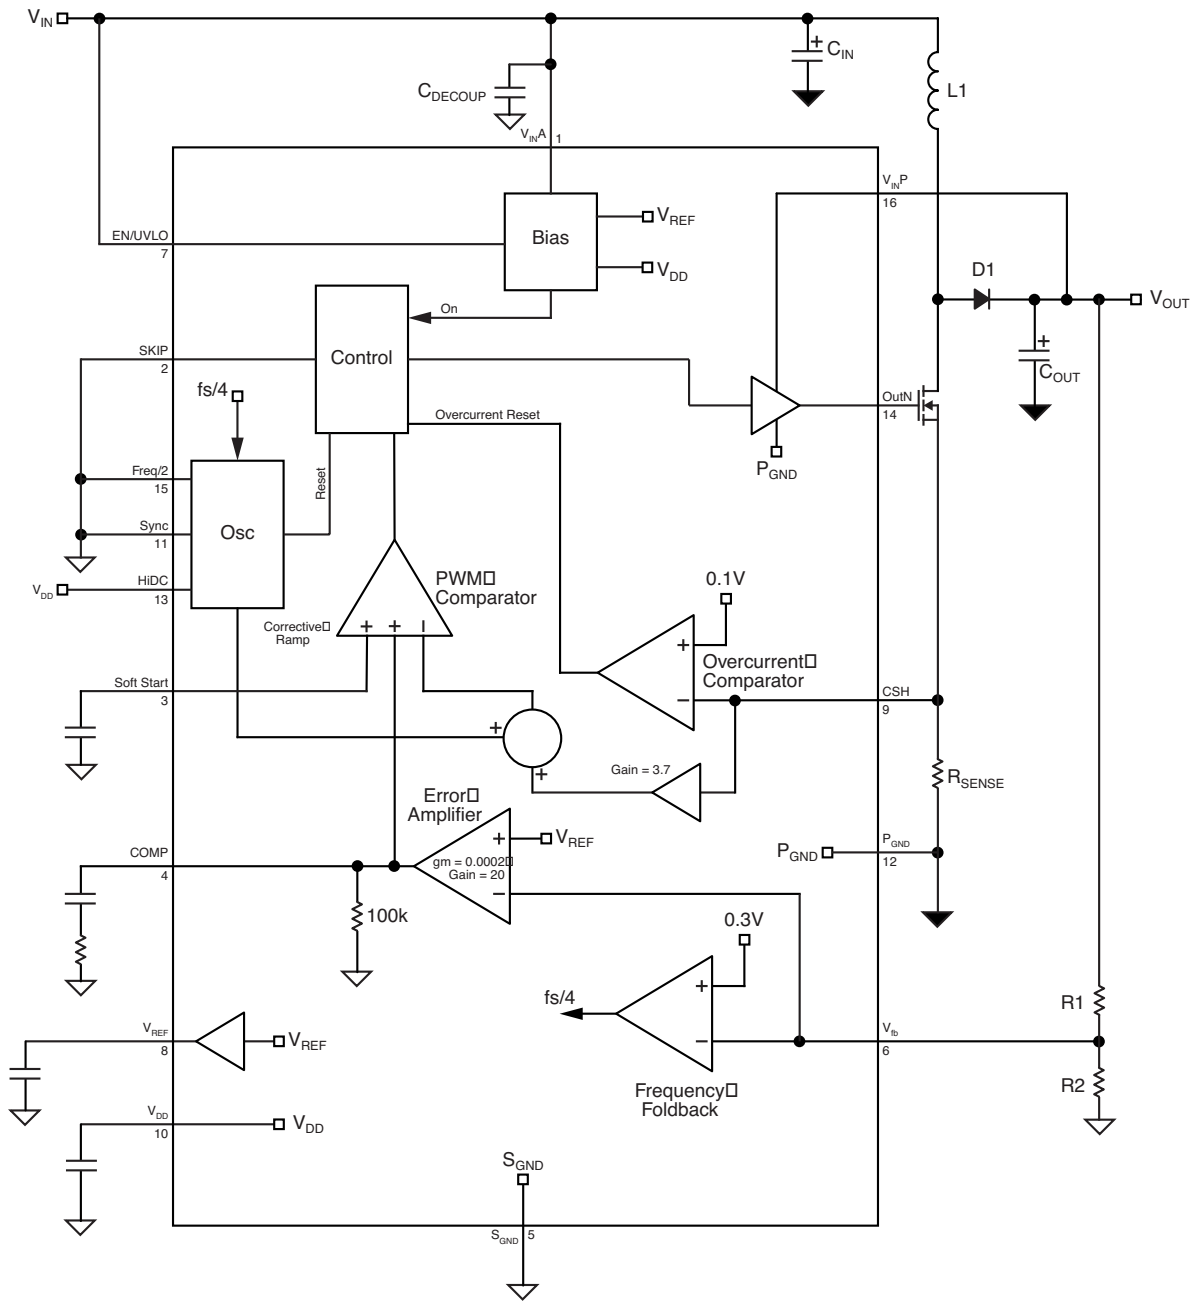 VIN
CIN
L1
CDECOUP
VINA
1
VINP
16
EN/UVLO
7
Bias
VREF
VDD
D1
VOUT
On
Control
SKIP
2
fs/4
COUT
OutN
14
Overcurrent Reset
PGND
Freq/2
15
Reset
Sync
11
Osc
VDD
HiDC
13
PWM□
Comparator
0.1V
Corrective□
Ramp
+
+
−
+
−
Overcurrent□
Comparator
Soft Start
3
CSH
9
+
+
Gain = 3.7
RSENSE
Error□
Amplifier
+
VREF
gm = 0.0002□
Gain = 20
−
COMP
4
PGND
PGND
12
100k
0.3V
fs/4
+
−
R1
VREF
8
VREF
Vfb
6
Frequency□
Foldback
R2
VDD
10
VDD
SGND
SGND
5